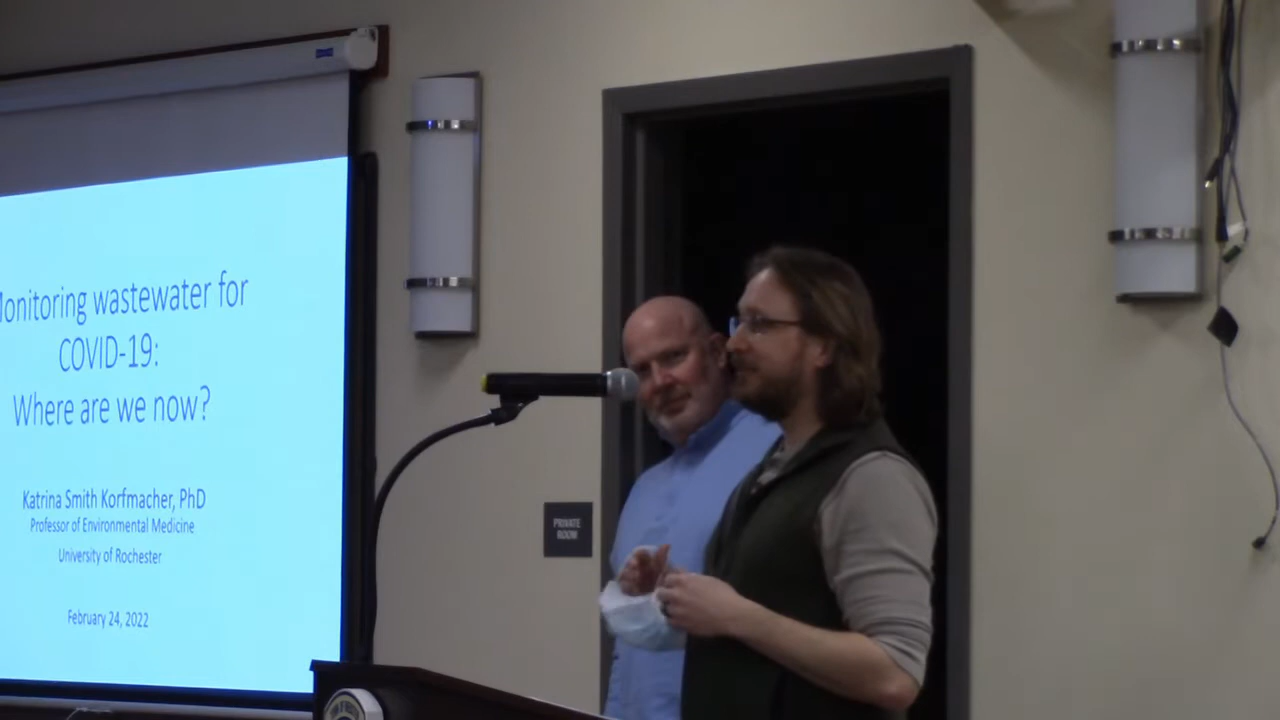 onitoring wastewater for
COVID-19:
Where are we now?
Katrina Smith Korfmacher, PhD
Professor of Environmental Medicine
University of Rochester
February 24, 2022
PRIVATE
ROOM